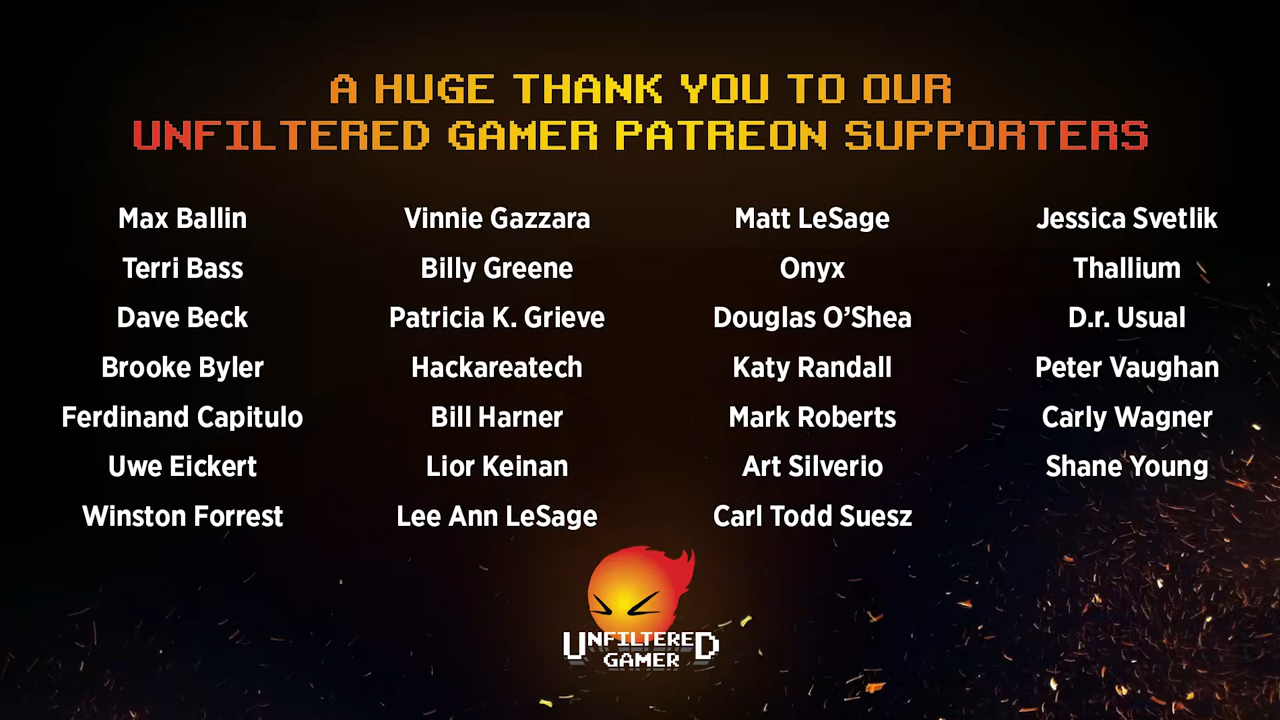 A HUGE THANK YOU TO OUR
UNFILTERED GAMER PATREON SUPPORTERS
Max Ballin
Terri Bass
Dave Beck
Brooke Byler
Ferdinand Capitulo
Uwe Eickert
Winston Forrest
Vinnie Gazzara
Billy Greene
Patricia K. Grieve
Hackareatech
Bill Harner
Lior Keinan
Lee Ann LeSage
Matt LeSage
Onyx
Douglas O’Shea
Katy Randall
Mark Roberts
Art Silverio
Carl Todd Suesz
Jessica Svetlik
Thallium
D.r. Usual
Peter Vaughan
Carly Wagner
Shane Young
UNFILTERED
GAMER